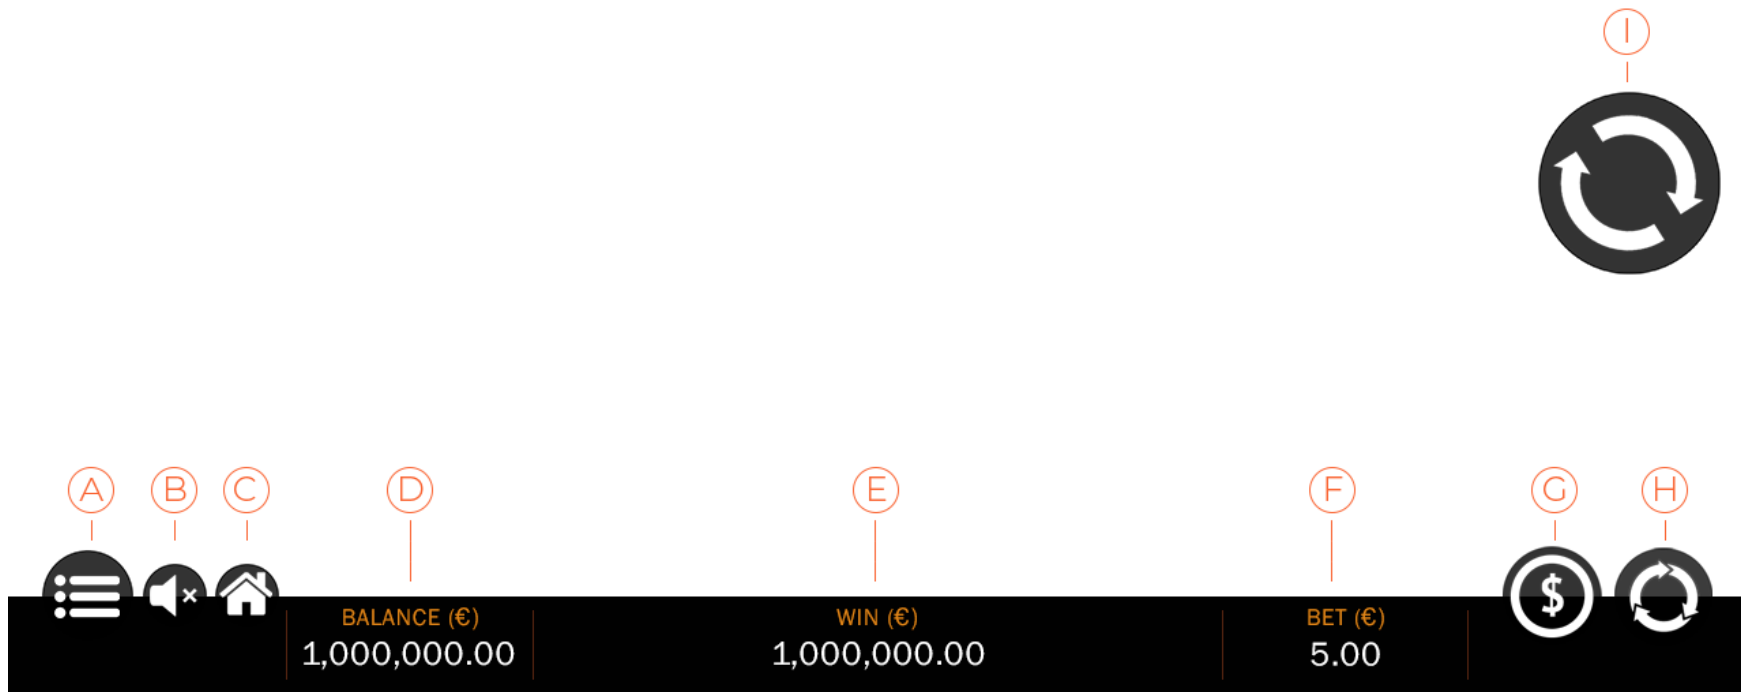 I
A B C D E F G H
$
BALANCE (€) WIN (€) BET (€)
1,000,000.00 1,000,000.00 5.00